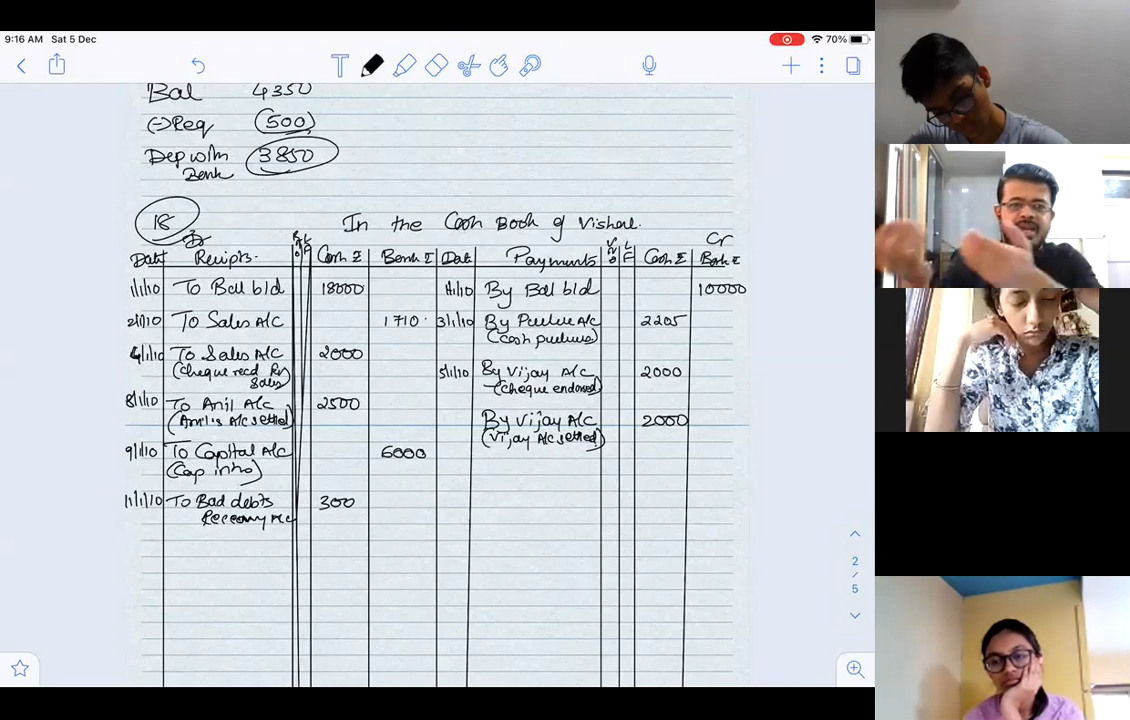 9:16 AM Sat 5 Dec
70%
Bal 4350
(-) Req (500)
Dep with Bank 3850
18
In the Cash Book of Vishal.
Dr
Cr
Date Reciepts. R No LF Cash ₹ Bank ₹ Date Payments V No LF Cash ₹ Bank ₹
1/1/10 To Bal b/d 18000 1/1/10 By Bal b/d 10000
2/1/10 To Sales A/C 1710. 3/1/10 By Purchase A/C 2205
(cash purchase)
4/1/10 To Sales A/C 2000
(cheque recd for sales)
5/1/10 By Vijay A/C 2000
(cheque endorsed)
8/1/10 To Anil A/C 2500
(Anil's A/C settled)
By Vijay A/C 2000
(Vijay A/C settled)
9/1/10 To Capital A/C 6000
(Cap intro)
11/1/10 To Bad debts 300
Recovery A/C
2
/
5